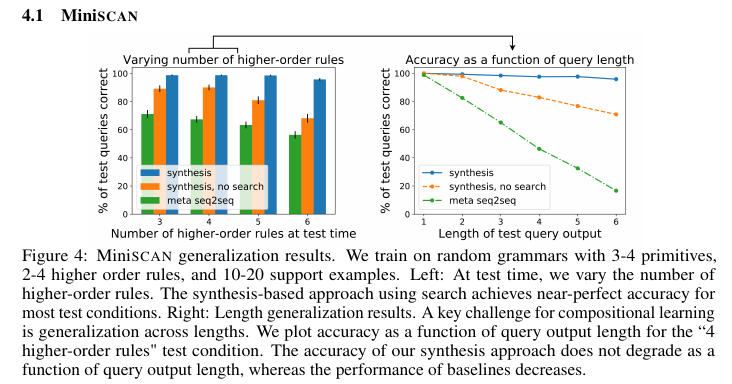 4.1 MiniSCAN
Varying number of higher-order rules
% of test queries correct
100
80
60
40
20
0
synthesis
synthesis, no search
meta seq2seq
3 4 5 6
Number of higher-order rules at test time
Accuracy as a function of query length
% of test queries correct
100
80
60
40
20
0
synthesis
synthesis, no search
meta seq2seq
1 2 3 4 5 6
Length of test query output
Figure 4: MiniSCAN generalization results. We train on random grammars with 3-4 primitives,
2-4 higher order rules, and 10-20 support examples. Left: At test time, we vary the number of
higher-order rules. The synthesis-based approach using search achieves near-perfect accuracy for
most test conditions. Right: Length generalization results. A key challenge for compositional learning
is generalization across lengths. We plot accuracy as a function of query output length for the “4
higher-order rules" test condition. The accuracy of our synthesis approach does not degrade as a
function of query output length, whereas the performance of baselines decreases.